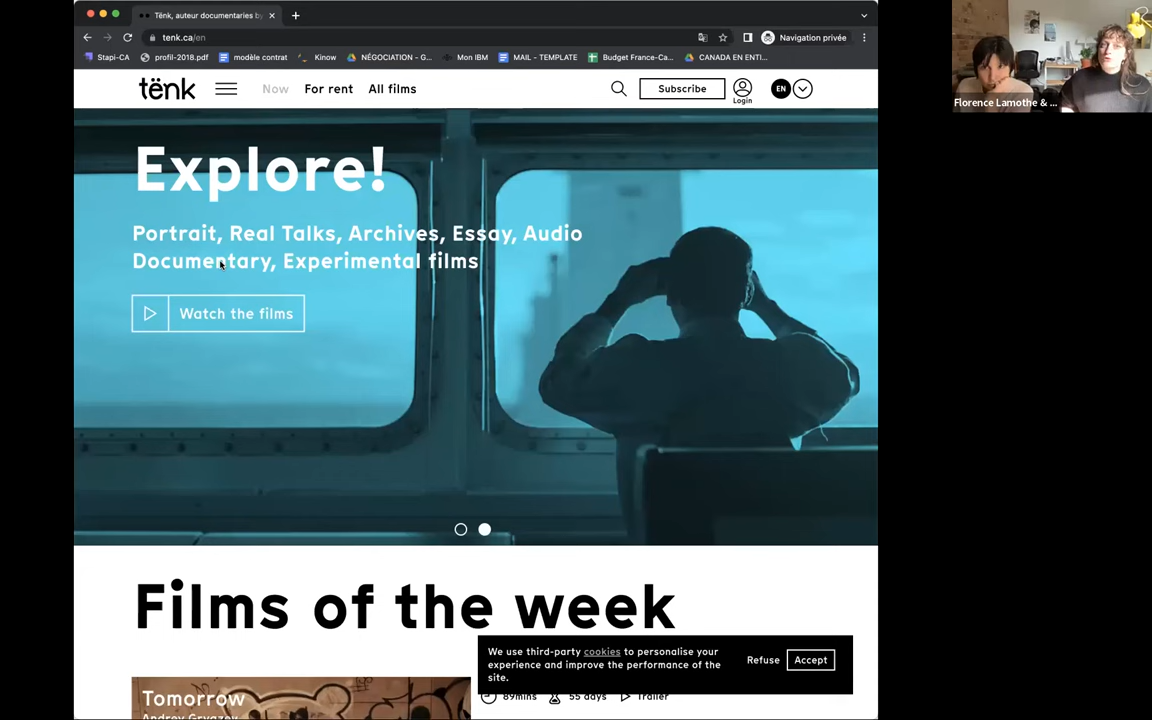 Tënk, auteur documentaries by
tenk.ca/en
Navigation privée
Stapi-CA
profil-2018.pdf
modèle contrat
Kinow
NÉGOCIATION - G...
Mon IBM
MAIL - TEMPLATE
Budget France-Ca...
CANADA EN ENTI...
tënk
Now
For rent
All films
Subscribe
Login
EN
Explore!
Portrait, Real Talks, Archives, Essay, Audio
Documentary, Experimental films
Watch the films
Films of the week
We use third-party cookies to personalise your
experience and improve the performance of the
site.
Refuse
Accept
Tomorrow
Andrey Gryazev
89mins
55 days
Trailer
Florence Lamothe & ...